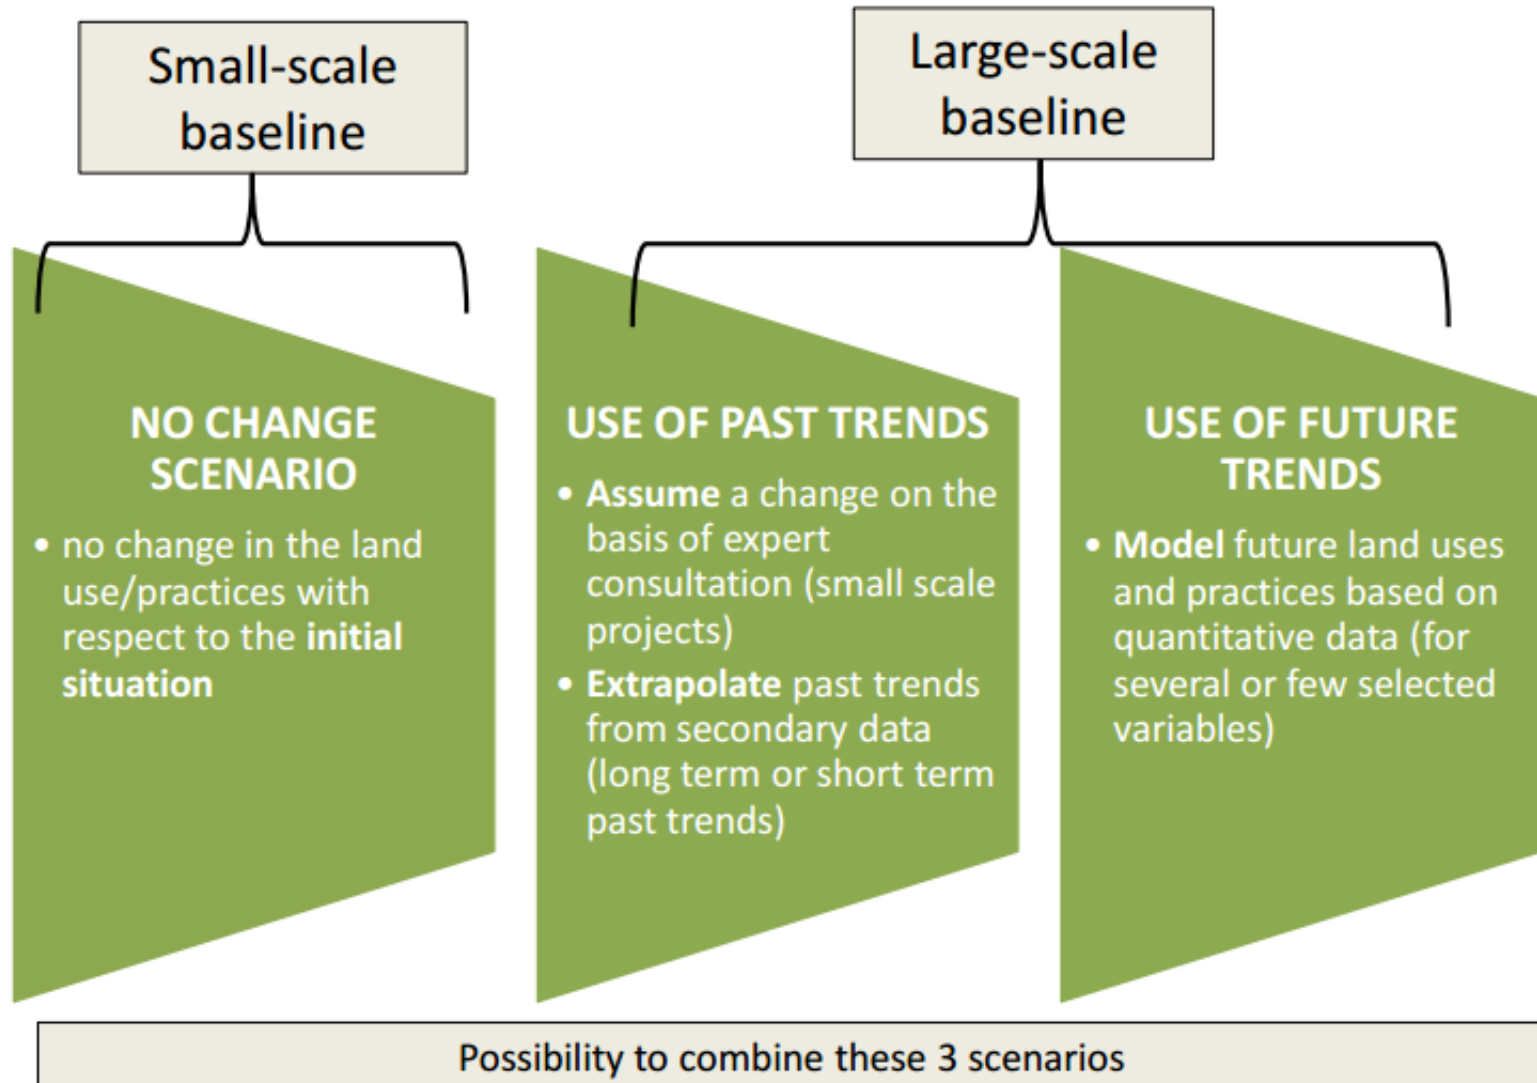 Small-scale
baseline
Large-scale
baseline
NO CHANGE
SCENARIO
• no change in the land
use/practices with
respect to the initial
situation
USE OF PAST TRENDS
• Assume a change on the
basis of expert
consultation (small scale
projects)
• Extrapolate past trends
from secondary data
(long term or short term
past trends)
USE OF FUTURE
TRENDS
• Model future land uses
and practices based on
quantitative data (for
several or few selected
variables)
Possibility to combine these 3 scenarios